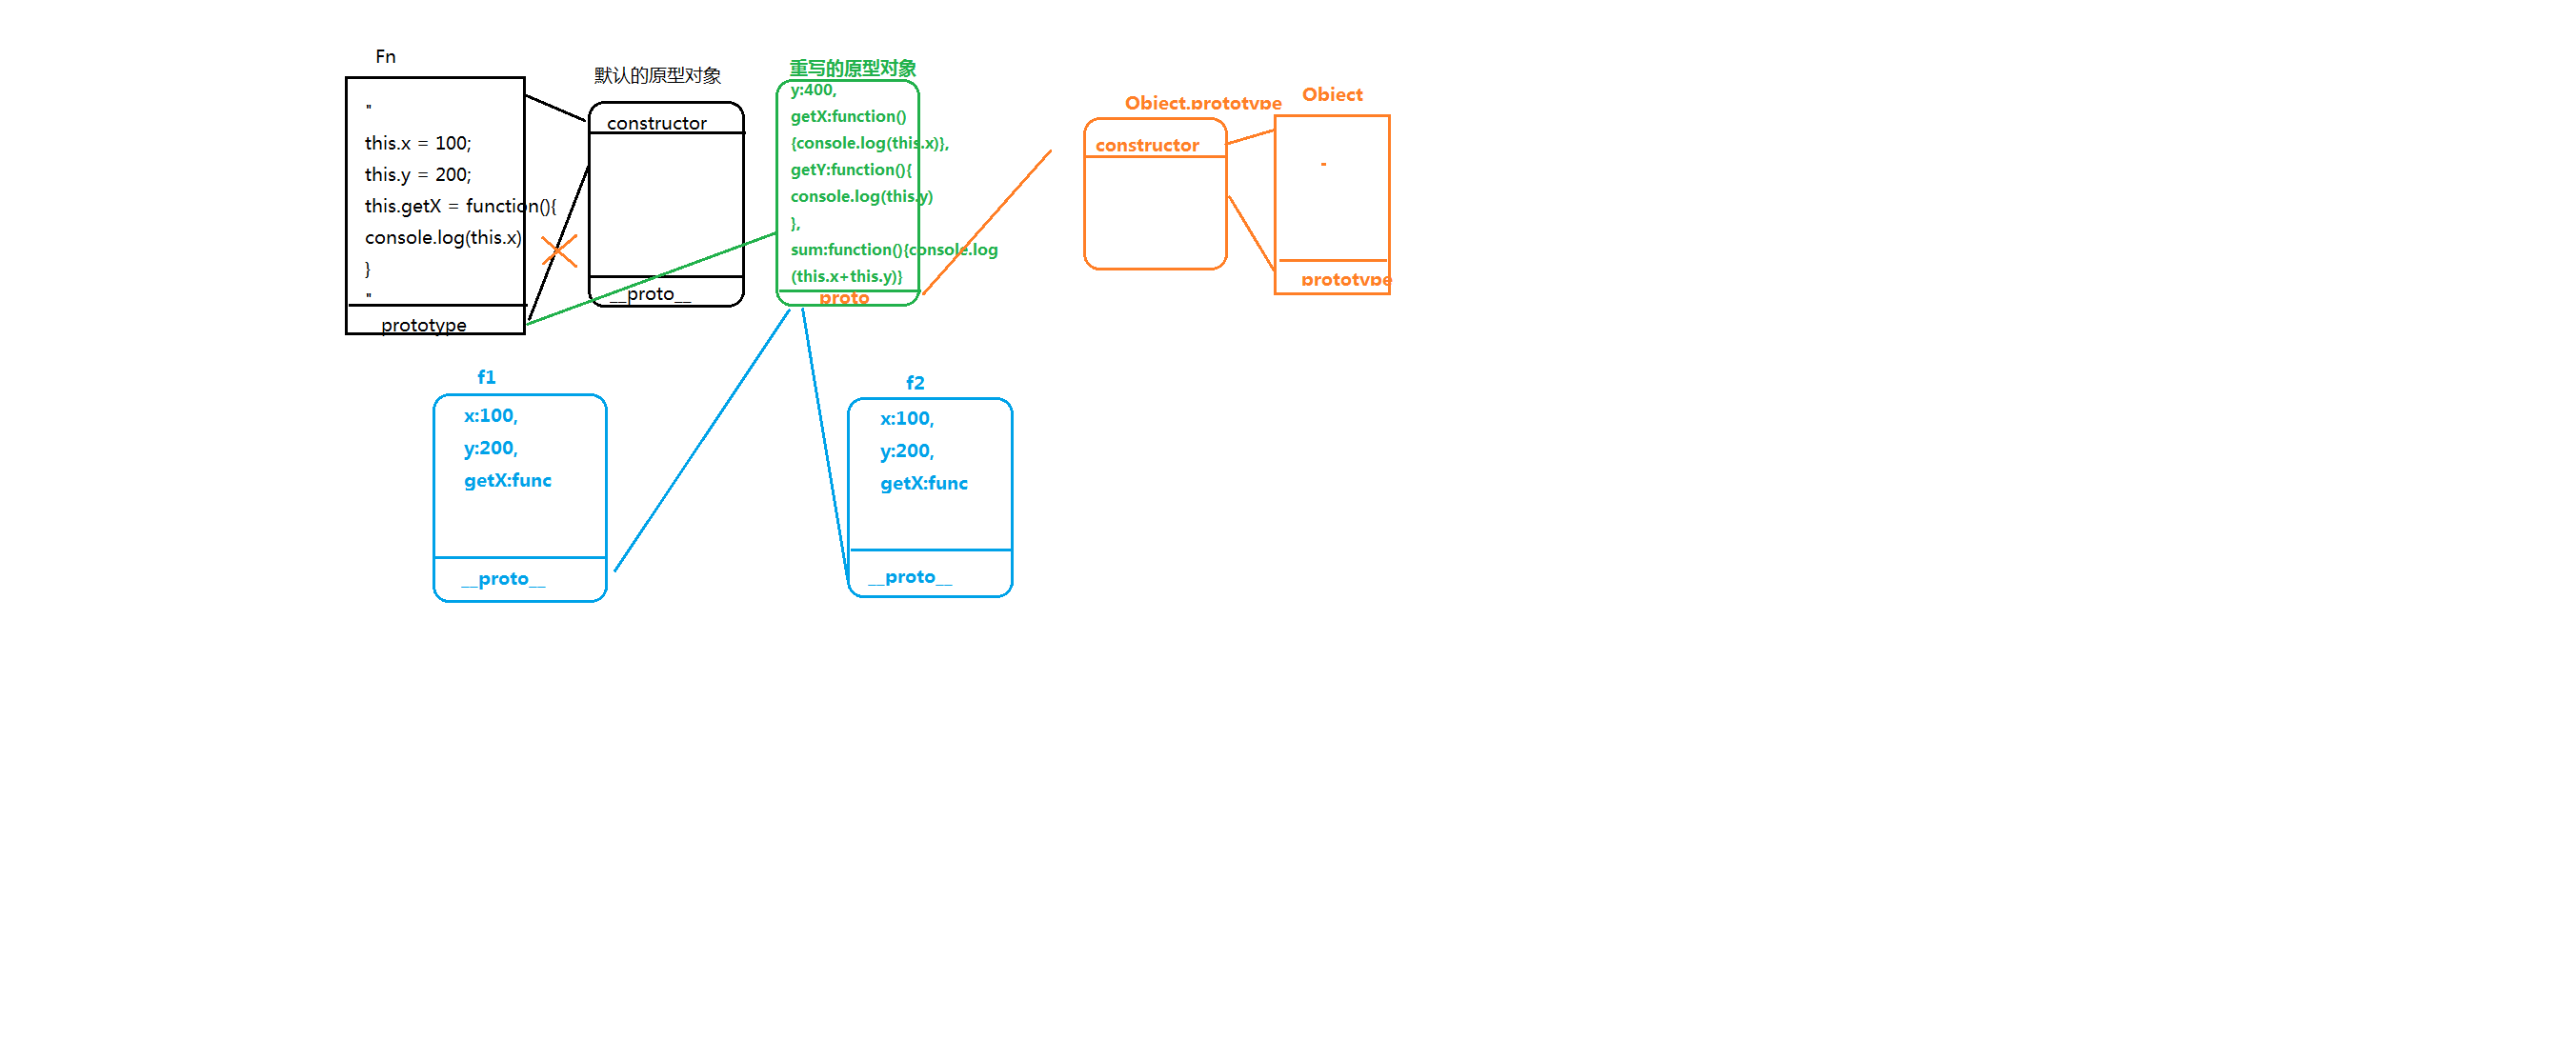 Fn
"
this.x = 100;
this.y = 200;
this.getX = function(){
console.log(this.x)
}
"
prototype
默认的原型对象
constructor
__proto__
重写的原型对象
y:400,
getX:function()
{console.log(this.x)},
getY:function(){
console.log(this.y)
},
sum:function(){console.log
(this.x+this.y)}
proto
Object.prototype
constructor
Object
"
prototype
f1
x:100,
y:200,
getX:func
__proto__
f2
x:100,
y:200,
getX:func
__proto__